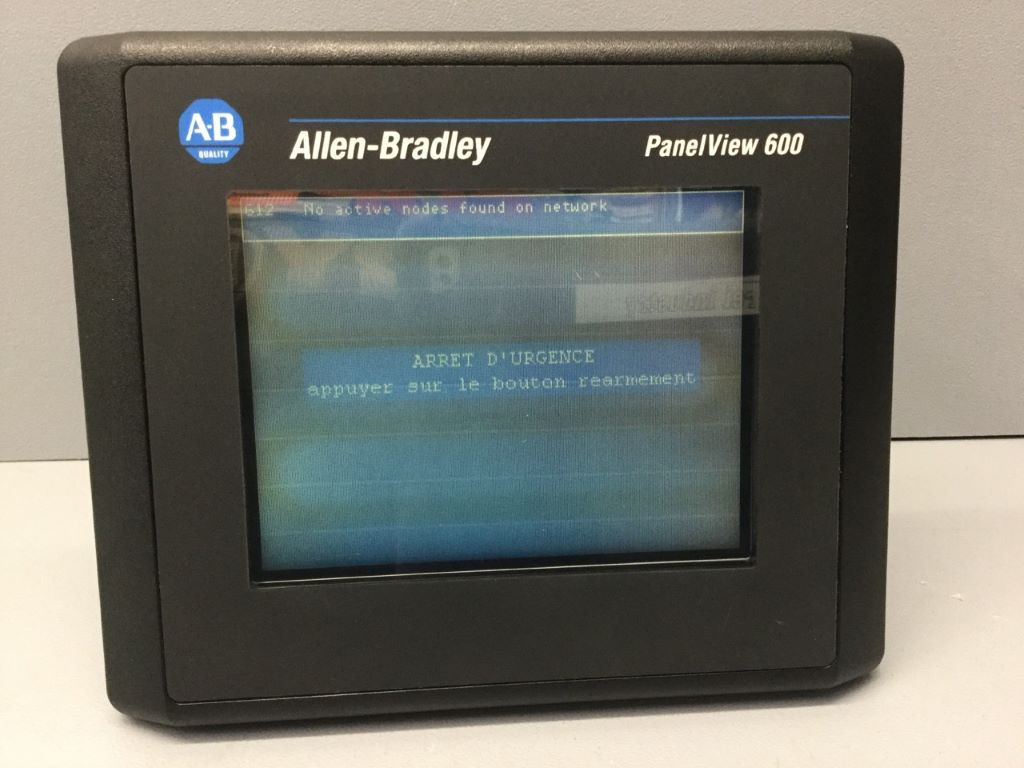 A·B
QUALITY
Allen-Bradley
PanelView 600
612 No active nodes found on network
ARRET D'URGENCE
appuyer sur le bouton rearmement